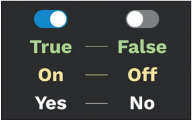 True — False
On — Off
Yes — No